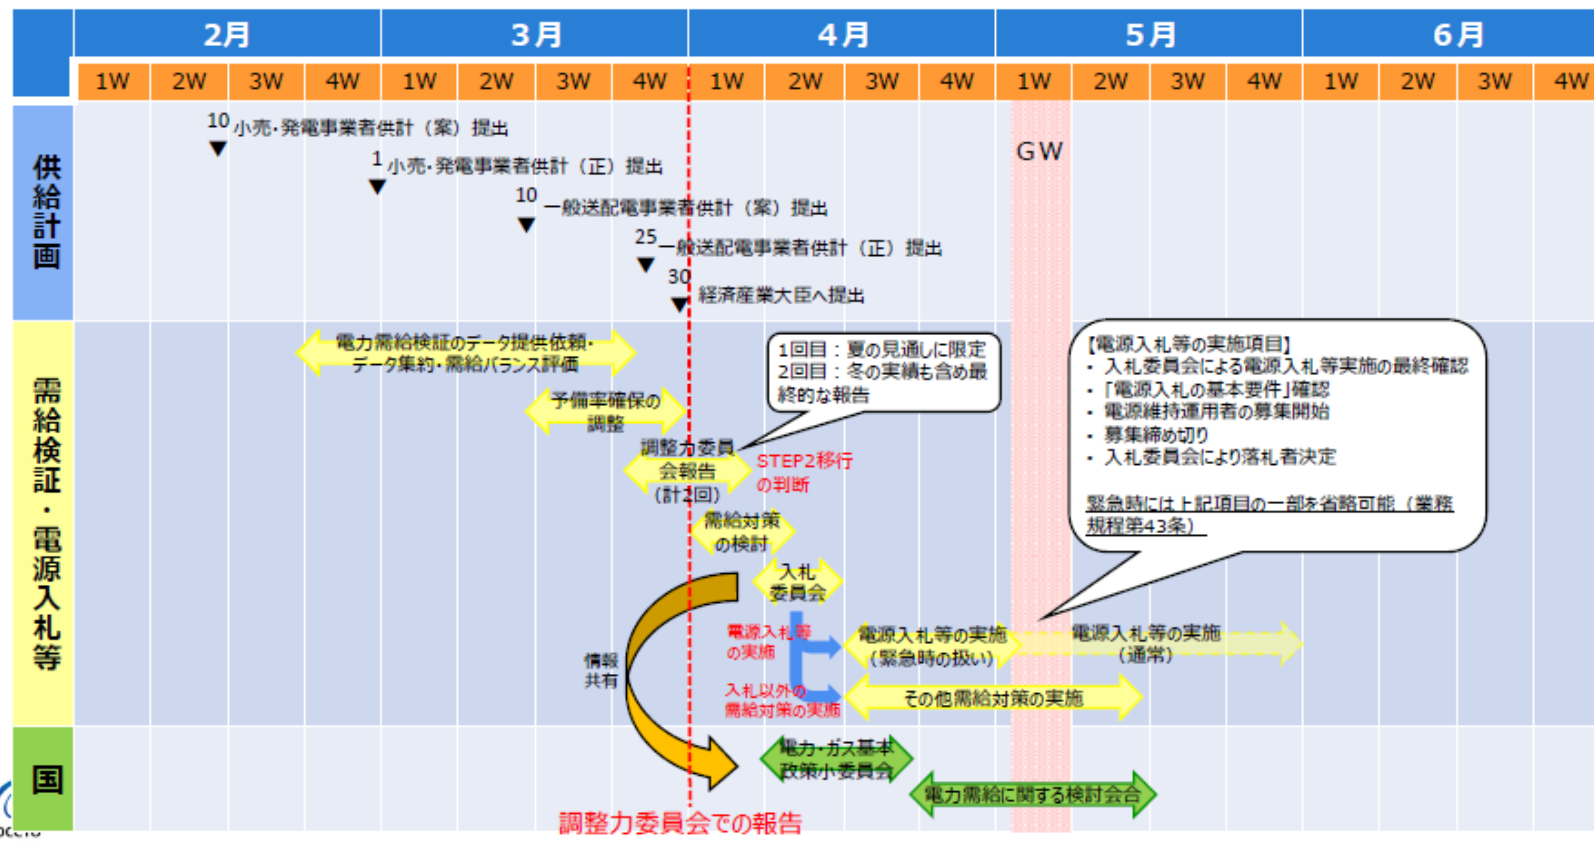 2月 3月 4月 5月 6月
1W 2W 3W 4W 1W 2W 3W 4W 1W 2W 3W 4W 1W 2W 3W 4W 1W 2W 3W 4W
供給計画
10 小売・発電事業者供計（案）提出
1 小売・発電事業者供計（正）提出
10 一般送配電事業者供計（案）提出
25 一般送配電事業者供計（正）提出
30 経済産業大臣へ提出
GW
需給検証・電源入札等
電力需給検証のデータ提供依頼・
データ集約・需給バランス評価
予備率確保の
調整
調整力委員
会報告
（計2回）
1回目：夏の見通しに限定
2回目：冬の実績も含め最
終的な報告
STEP2移行
の判断
需給対策
の検討
入札
委員会
【電源入札等の実施項目】
・ 入札委員会による電源入札等実施の最終確認
・ 「電源入札の基本要件」確認
・ 電源維持運用者の募集開始
・ 募集締め切り
・ 入札委員会により落札者決定
緊急時には上記項目の一部を省略可能（業務
規程第43条）
電源入札等
の実施
電源入札等の実施
（緊急時の扱い）
電源入札等の実施
（通常）
情報
共有
入札以外の
需給対策の実施
その他需給対策の実施
国
電力・ガス基本
政策小委員会
電力需給に関する検討会合
調整力委員会での報告